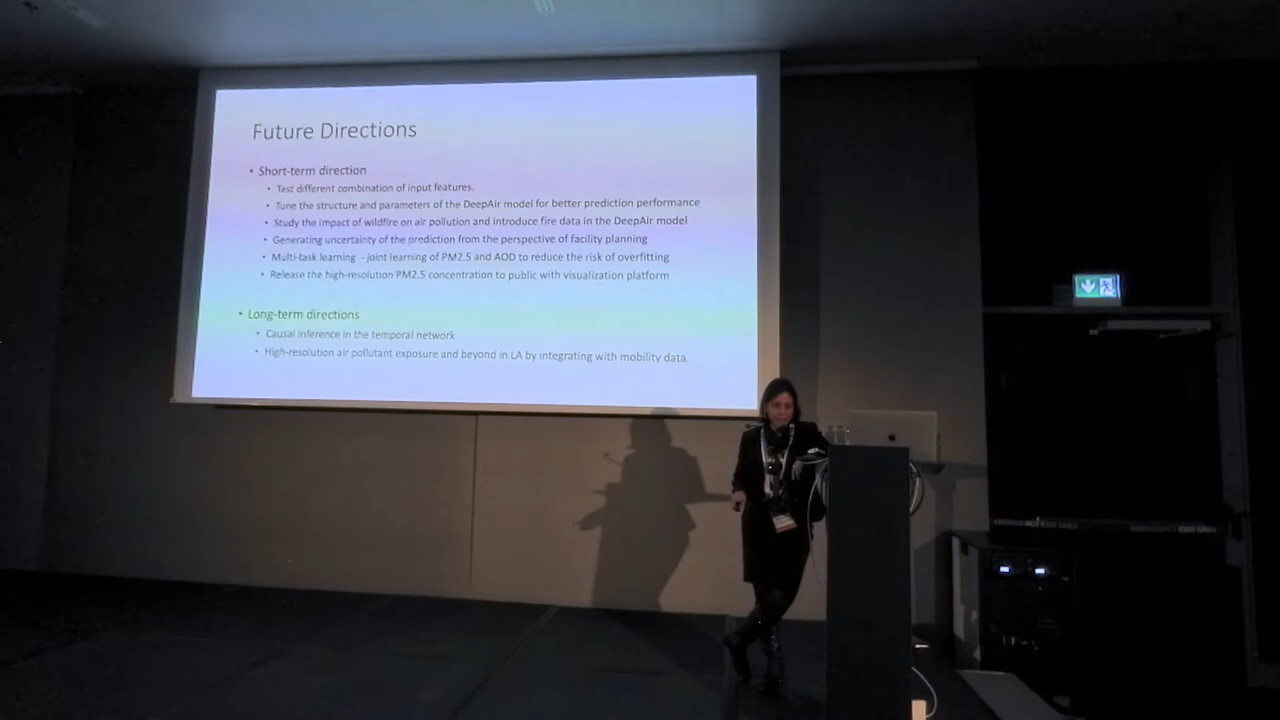 Future Directions
• Short-term direction
• Test different combination of input features.
• Tune the structure and parameters of the DeepAir model for better prediction performance
• Study the impact of wildfire on air pollution and introduce fire data in the DeepAir model
• Generating uncertainty of the prediction from the perspective of facility planning
• Multi-task learning - joint learning of PM2.5 and AOD to reduce the risk of overfitting
• Release the high-resolution PM2.5 concentration to public with visualization platform
• Long-term directions
• Causal inference in the temporal network
• High-resolution air pollutant exposure and beyond in LA by integrating with mobility data.